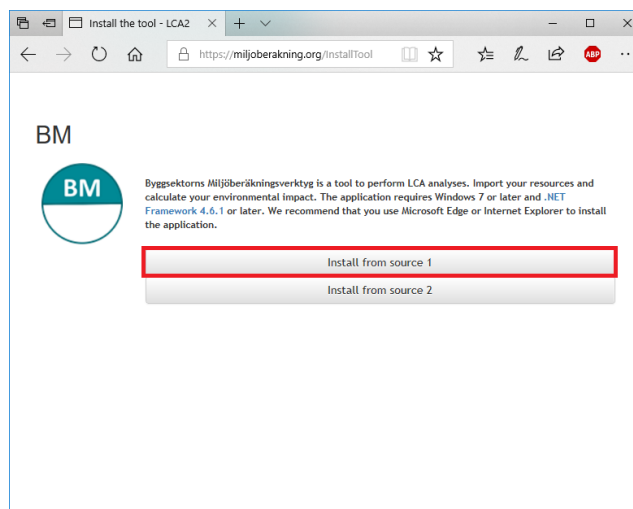 Install the tool - LCA2
https://miljoberakning.org/InstallTool
ABP
BM
BM
Byggsektorns Miljöberäkningsverktyg is a tool to perform LCA analyses. Import your resources and
calculate your environmental impact. The application requires Windows 7 or later and .NET
Framework 4.6.1 or later. We recommend that you use Microsoft Edge or Internet Explorer to install
the application.
Install from source 1
Install from source 2